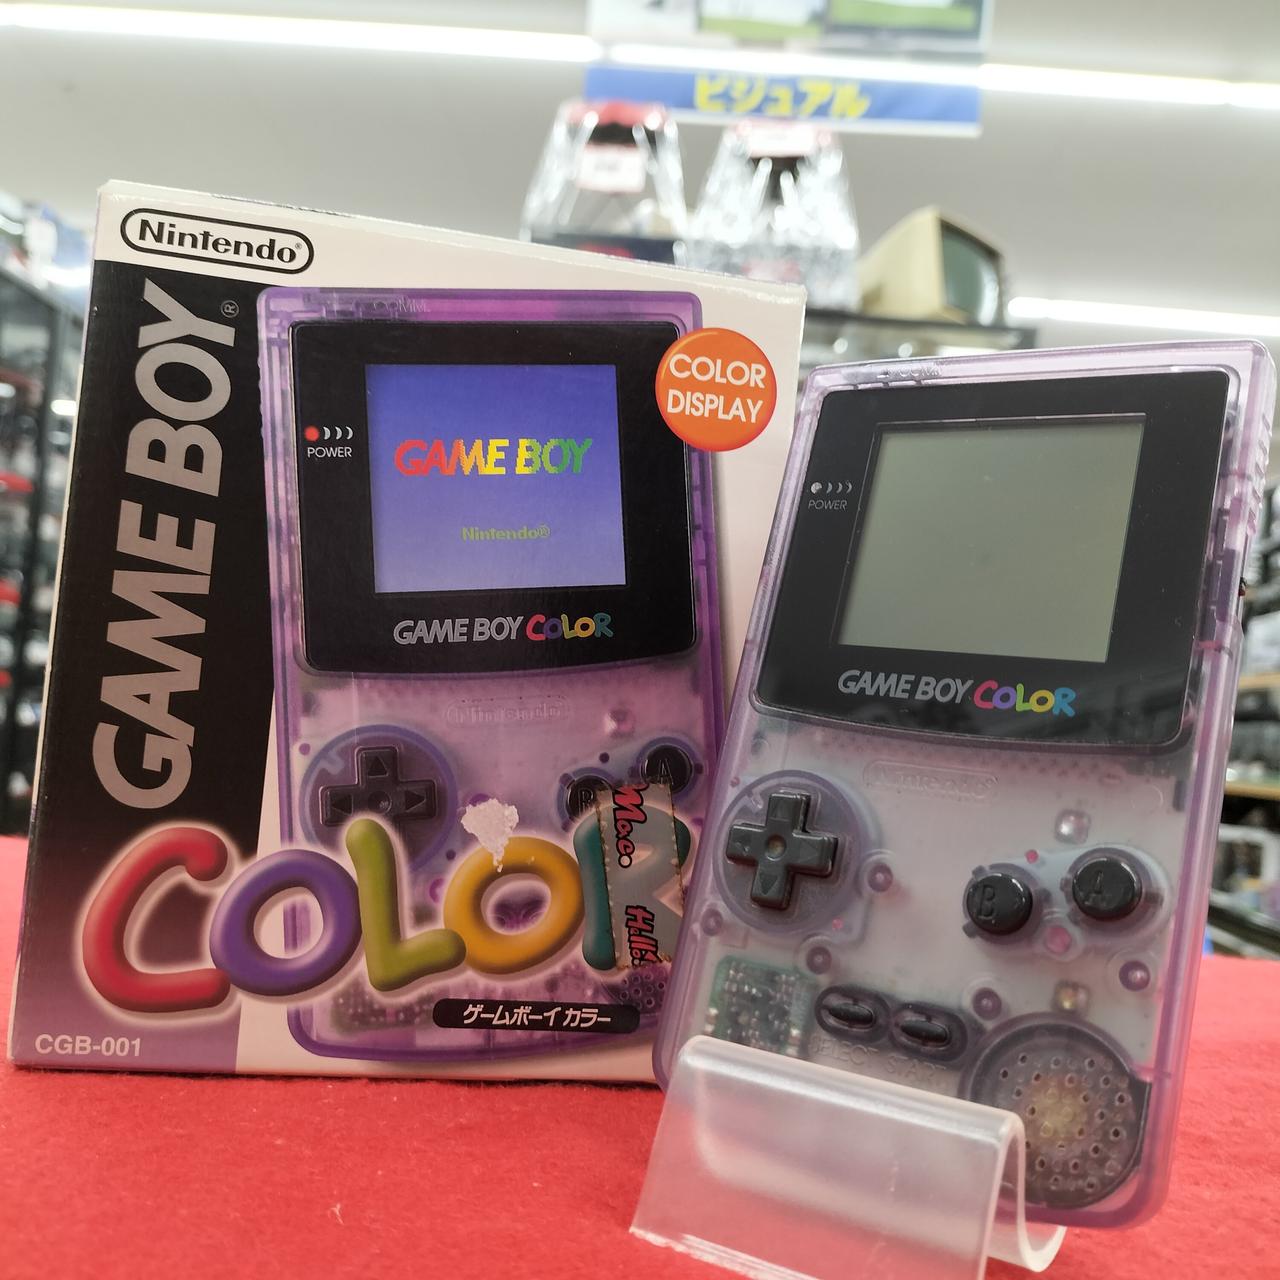 ビジュアル
Nintendo®
GAME BOY®
COLOR
DISPLAY
POWER
GAME BOY
Nintendo®
GAME BOY COLOR
Nintendo
A
B
COLOR
ゲームボーイカラー
CGB-001
POWER
GAME BOY COLOR
Nintendo
B
A
SELECT START